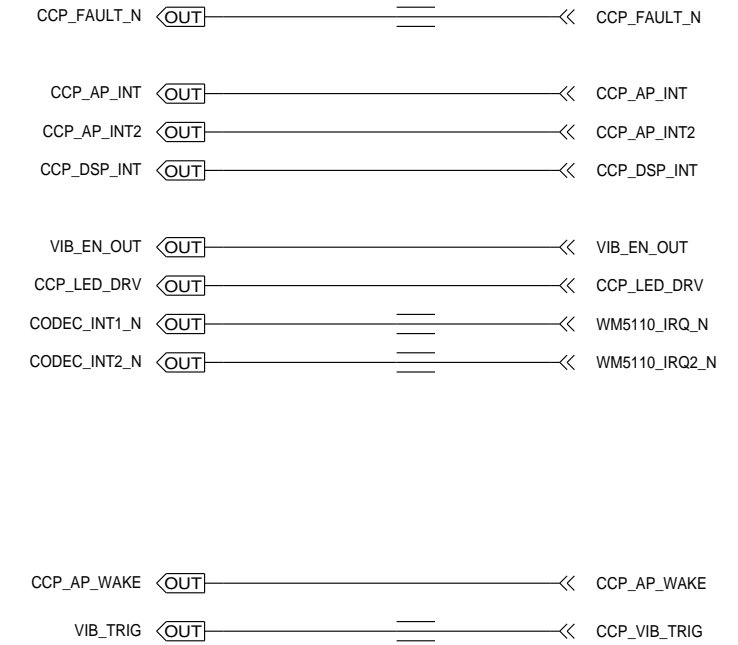 CCP_FAULT_N OUT CCP_FAULT_N
CCP_AP_INT OUT CCP_AP_INT
CCP_AP_INT2 OUT CCP_AP_INT2
CCP_DSP_INT OUT CCP_DSP_INT
VIB_EN_OUT OUT VIB_EN_OUT
CCP_LED_DRV OUT CCP_LED_DRV
CODEC_INT1_N OUT WM5110_IRQ_N
CODEC_INT2_N OUT WM5110_IRQ2_N
CCP_AP_WAKE OUT CCP_AP_WAKE
VIB_TRIG OUT CCP_VIB_TRIG